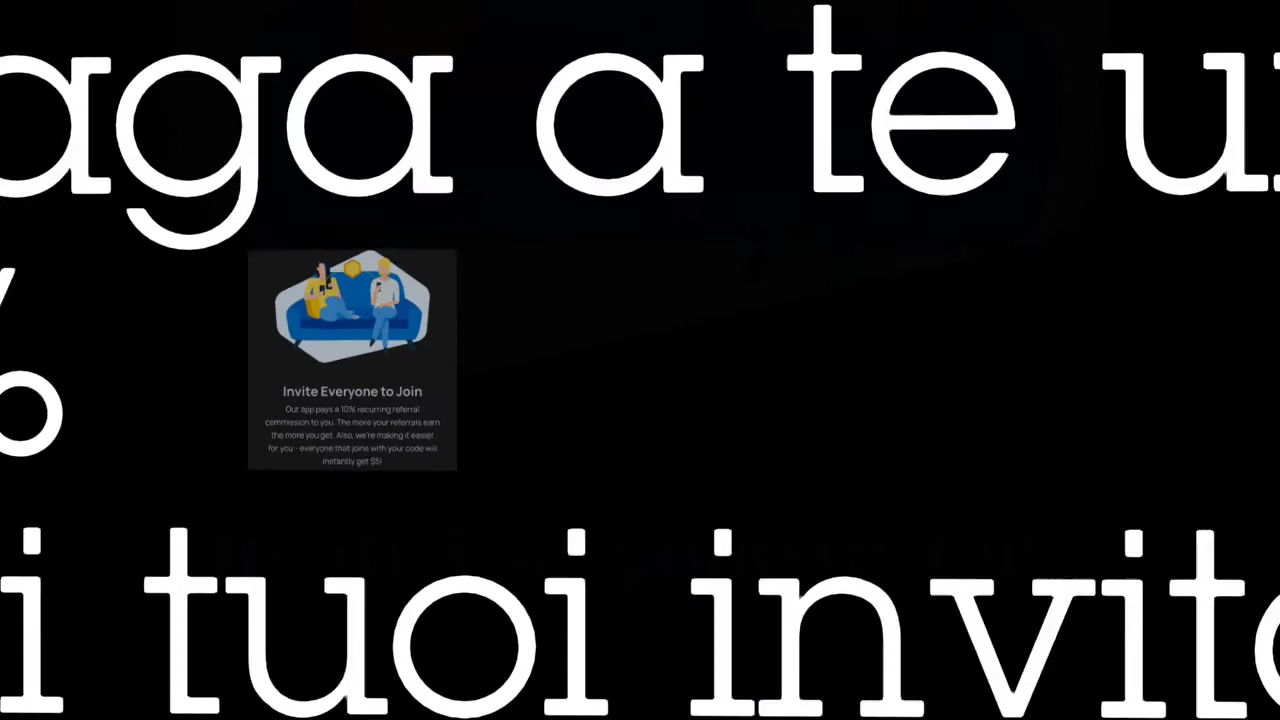 aga a te u
%
Invite Everyone to Join
Our app pays a 10% recurring referral
commission to you. The more your referrals earn
the more you get. Also, we're making it easier
for you - everyone that joins with your code will
instantly get $5!
i tuoi invit